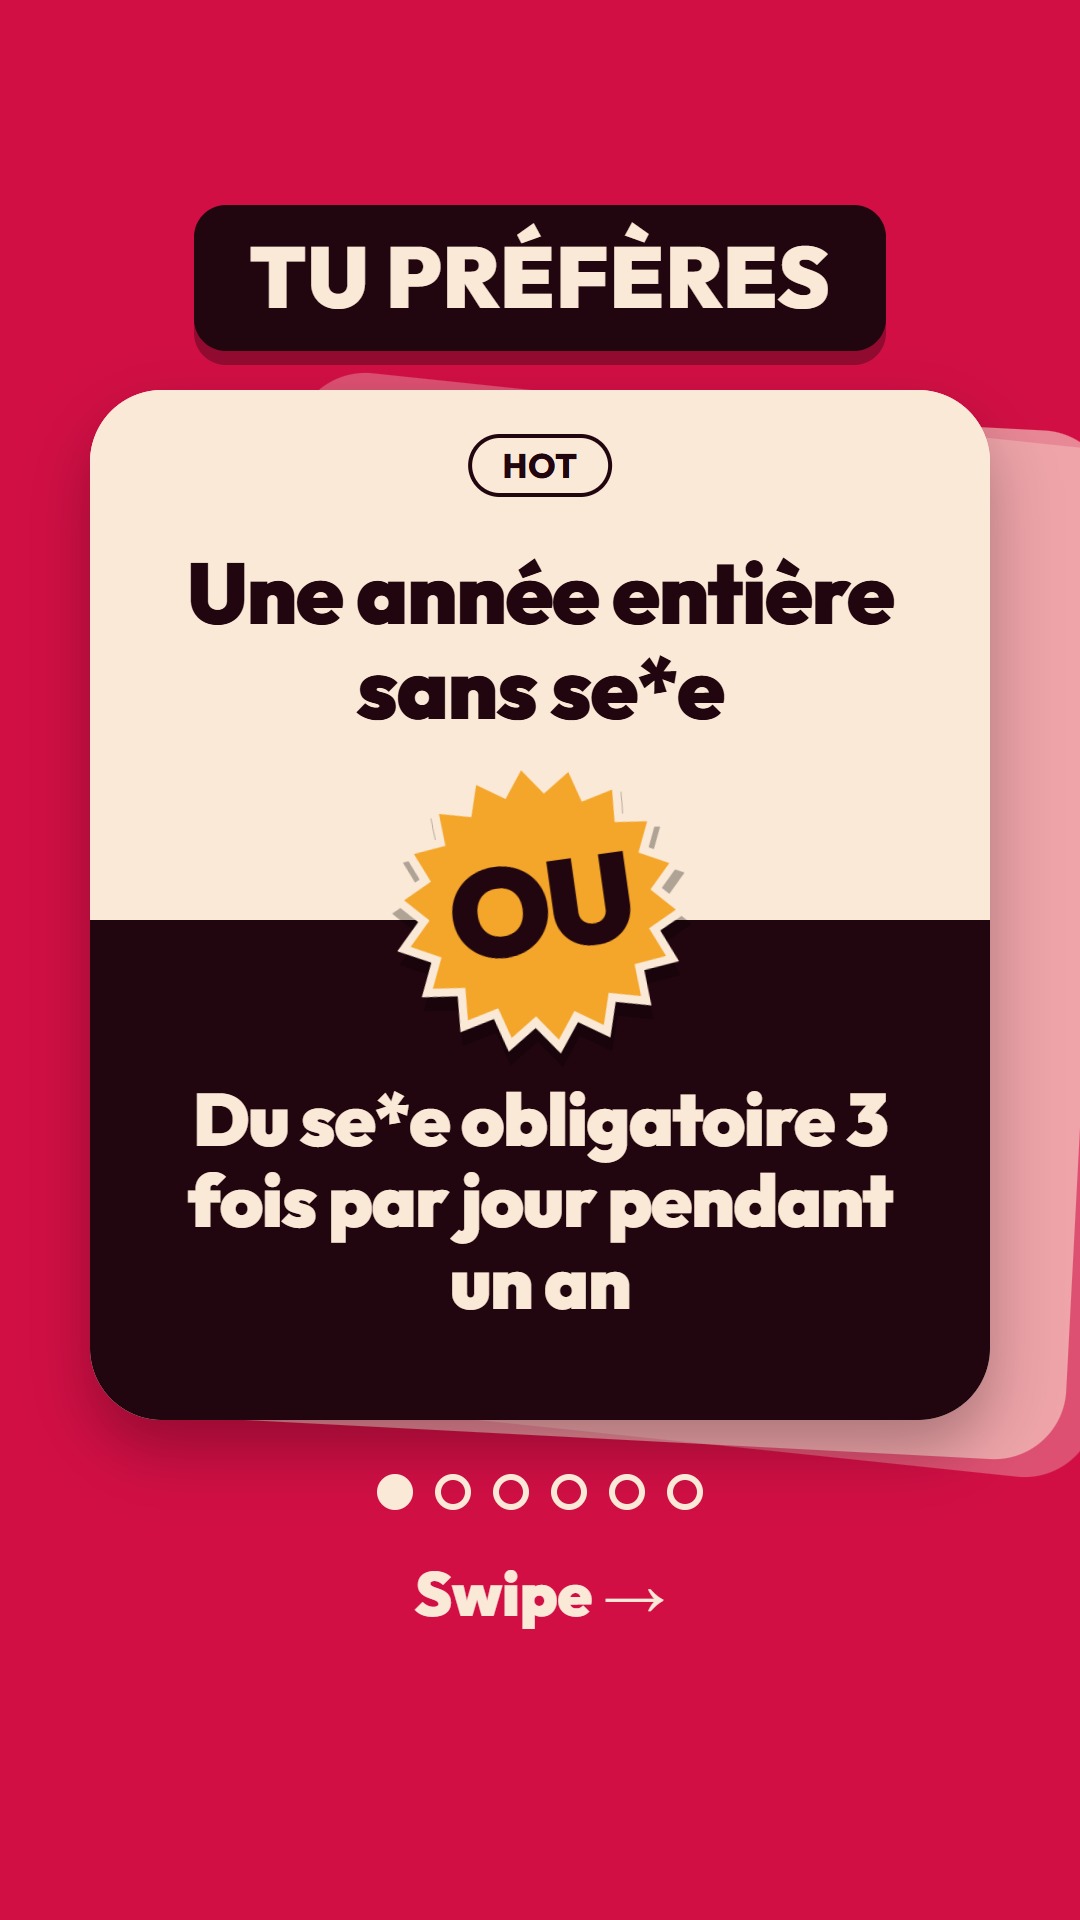 TU PRÉFÈRES
HOT
Une année entière
sans se*e
OU
Du se*e obligatoire 3
fois par jour pendant
un an
Swipe →